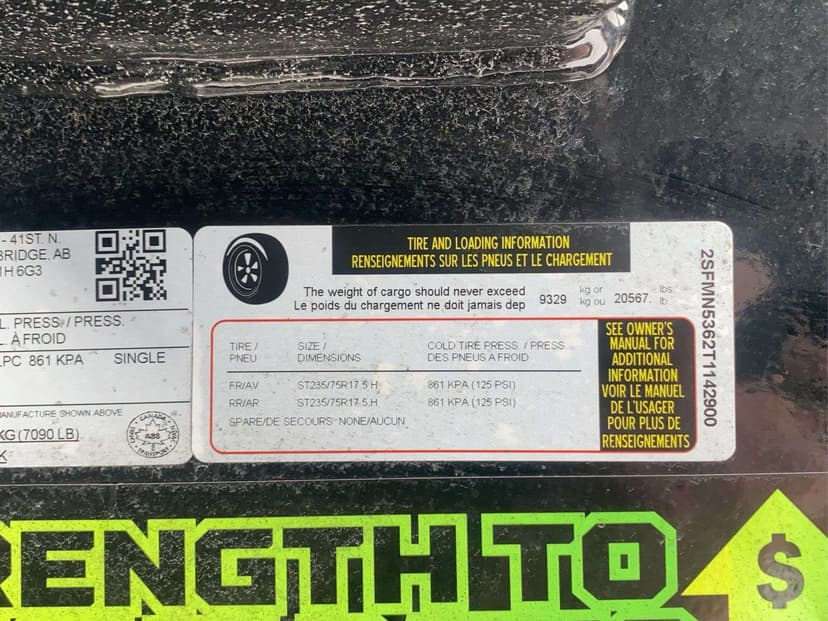 - 41ST. N.
BRIDGE, AB
1H 6G3
L. PRESS. / PRESS.
L. À FROID
LPC 861 KPA SINGLE
MANUFACTURE SHOWN ABOVE
KG (7090 LB)
K
CANADA
TRANSPORT
TIRE AND LOADING INFORMATION
RENSEIGNEMENTS SUR LES PNEUS ET LE CHARGEMENT
The weight of cargo should never exceed 9329 kg or 20567. lbs.
Le poids du chargement ne doit jamais dep kg ou lb
TIRE / SIZE / COLD TIRE PRESS. / PRESS.
PNEU DIMENSIONS DES PNEUS A FROID
FR/AV ST235/75R17.5 H 861 KPA (125 PSI)
RR/AR ST235/75R17.5 H 861 KPA (125 PSI)
SPARE/DE SECOURS NONE/AUCUN
SEE OWNER'S
MANUAL FOR
ADDITIONAL
INFORMATION
VOIR LE MANUEL
DE L'USAGER
POUR PLUS DE
RENSEIGNEMENTS
2SFMN5362T1142900
RENGTH TO
$